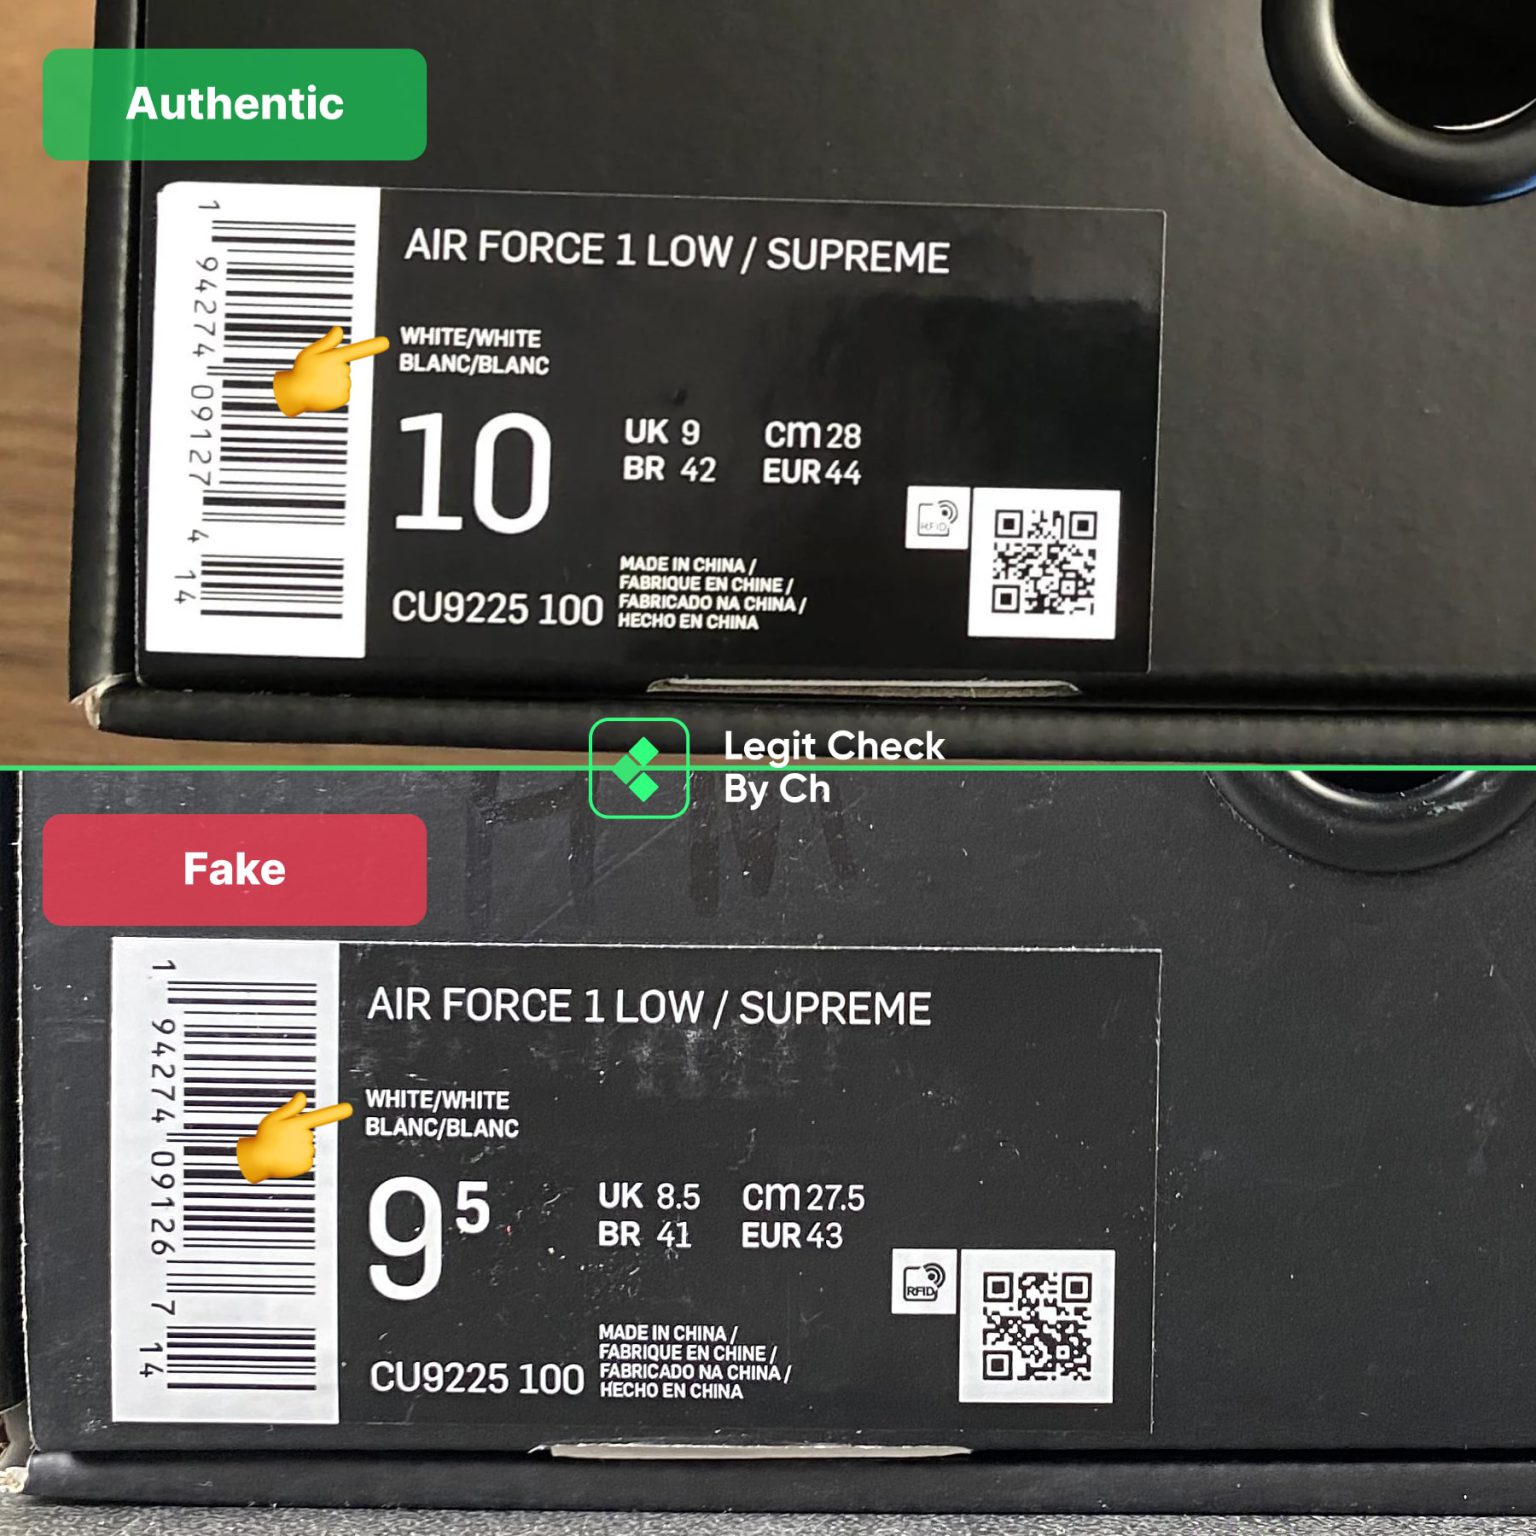 Authentic
1 94274 09127 4 14
AIR FORCE 1 LOW / SUPREME
WHITE/WHITE
BLANC/BLANC
10
UK 9 cm 28
BR 42 EUR 44
RFID
CU9225 100
MADE IN CHINA /
FABRIQUE EN CHINE /
FABRICADO NA CHINA /
HECHO EN CHINA
Legit Check
By Ch
Fake
1 94274 09126 7 14
AIR FORCE 1 LOW / SUPREME
WHITE/WHITE
BLANC/BLANC
9 5
UK 8.5 cm 27.5
BR 41 EUR 43
RFID
CU9225 100
MADE IN CHINA /
FABRIQUE EN CHINE /
FABRICADO NA CHINA /
HECHO EN CHINA